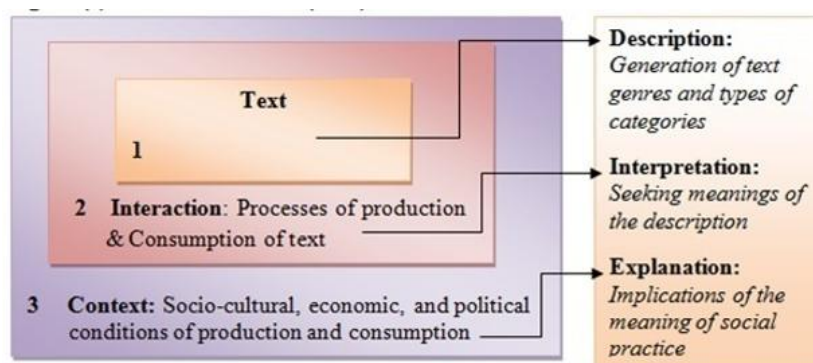 Text
1
2 Interaction: Processes of production
& Consumption of text
3 Context: Socio-cultural, economic, and political
conditions of production and consumption
Description:
Generation of text
genres and types of
categories
Interpretation:
Seeking meanings of
the description
Explanation:
Implications of the
meaning of social
practice